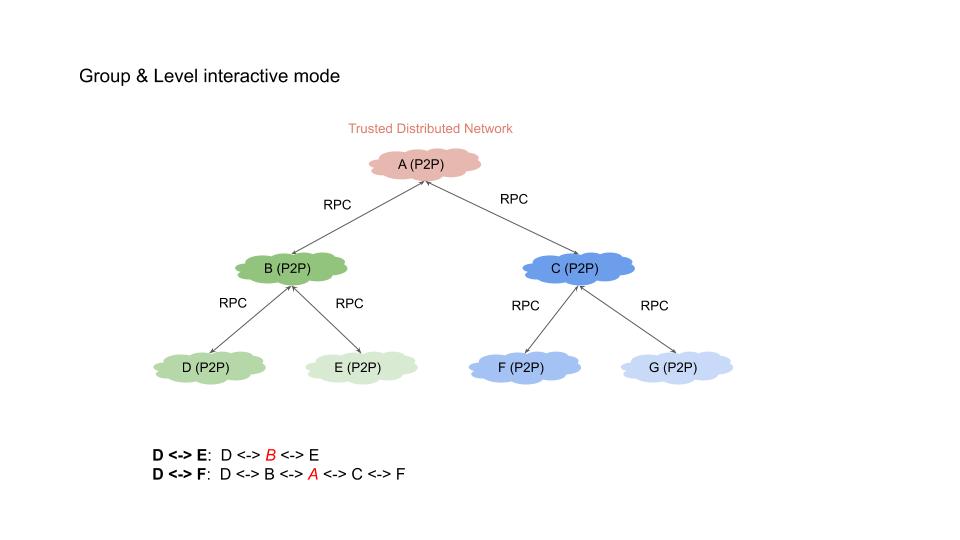 Group & Level interactive mode
Trusted Distributed Network
A (P2P)
RPC
RPC
B (P2P)
C (P2P)
RPC
RPC
RPC
RPC
D (P2P)
E (P2P)
F (P2P)
G (P2P)
D <-> E: D <-> B <-> E
D <-> F: D <-> B <-> A <-> C <-> F